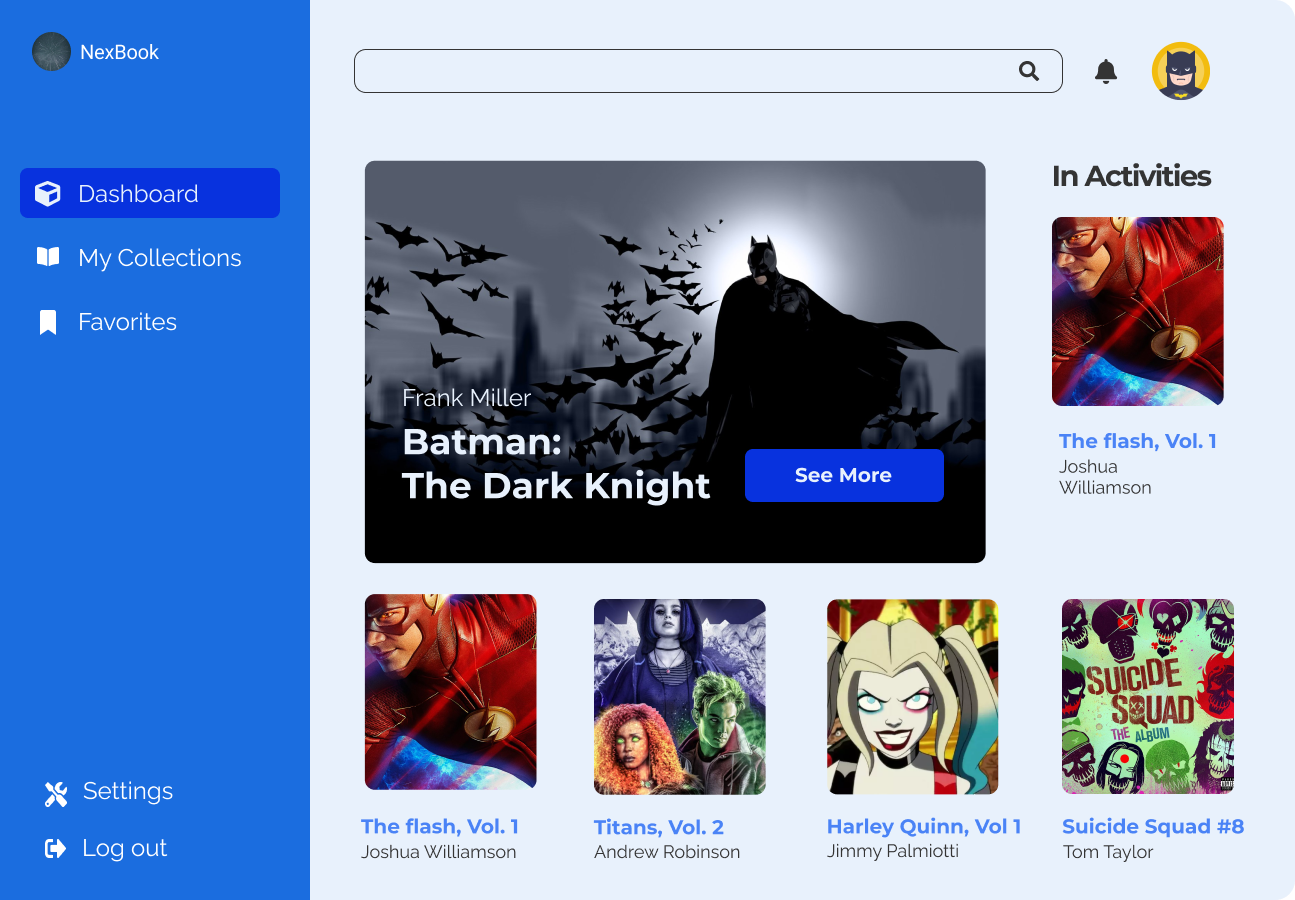 NexBook
Dashboard
My Collections
Favorites
Settings
Log out
Frank Miller
Batman:
The Dark Knight
See More
In Activities
The flash, Vol. 1
Joshua
Williamson
The flash, Vol. 1
Joshua Williamson
Titans, Vol. 2
Andrew Robinson
Harley Quinn, Vol 1
Jimmy Palmiotti
SUICIDE
SQUAD
THE ALBUM
Suicide Squad #8
Tom Taylor